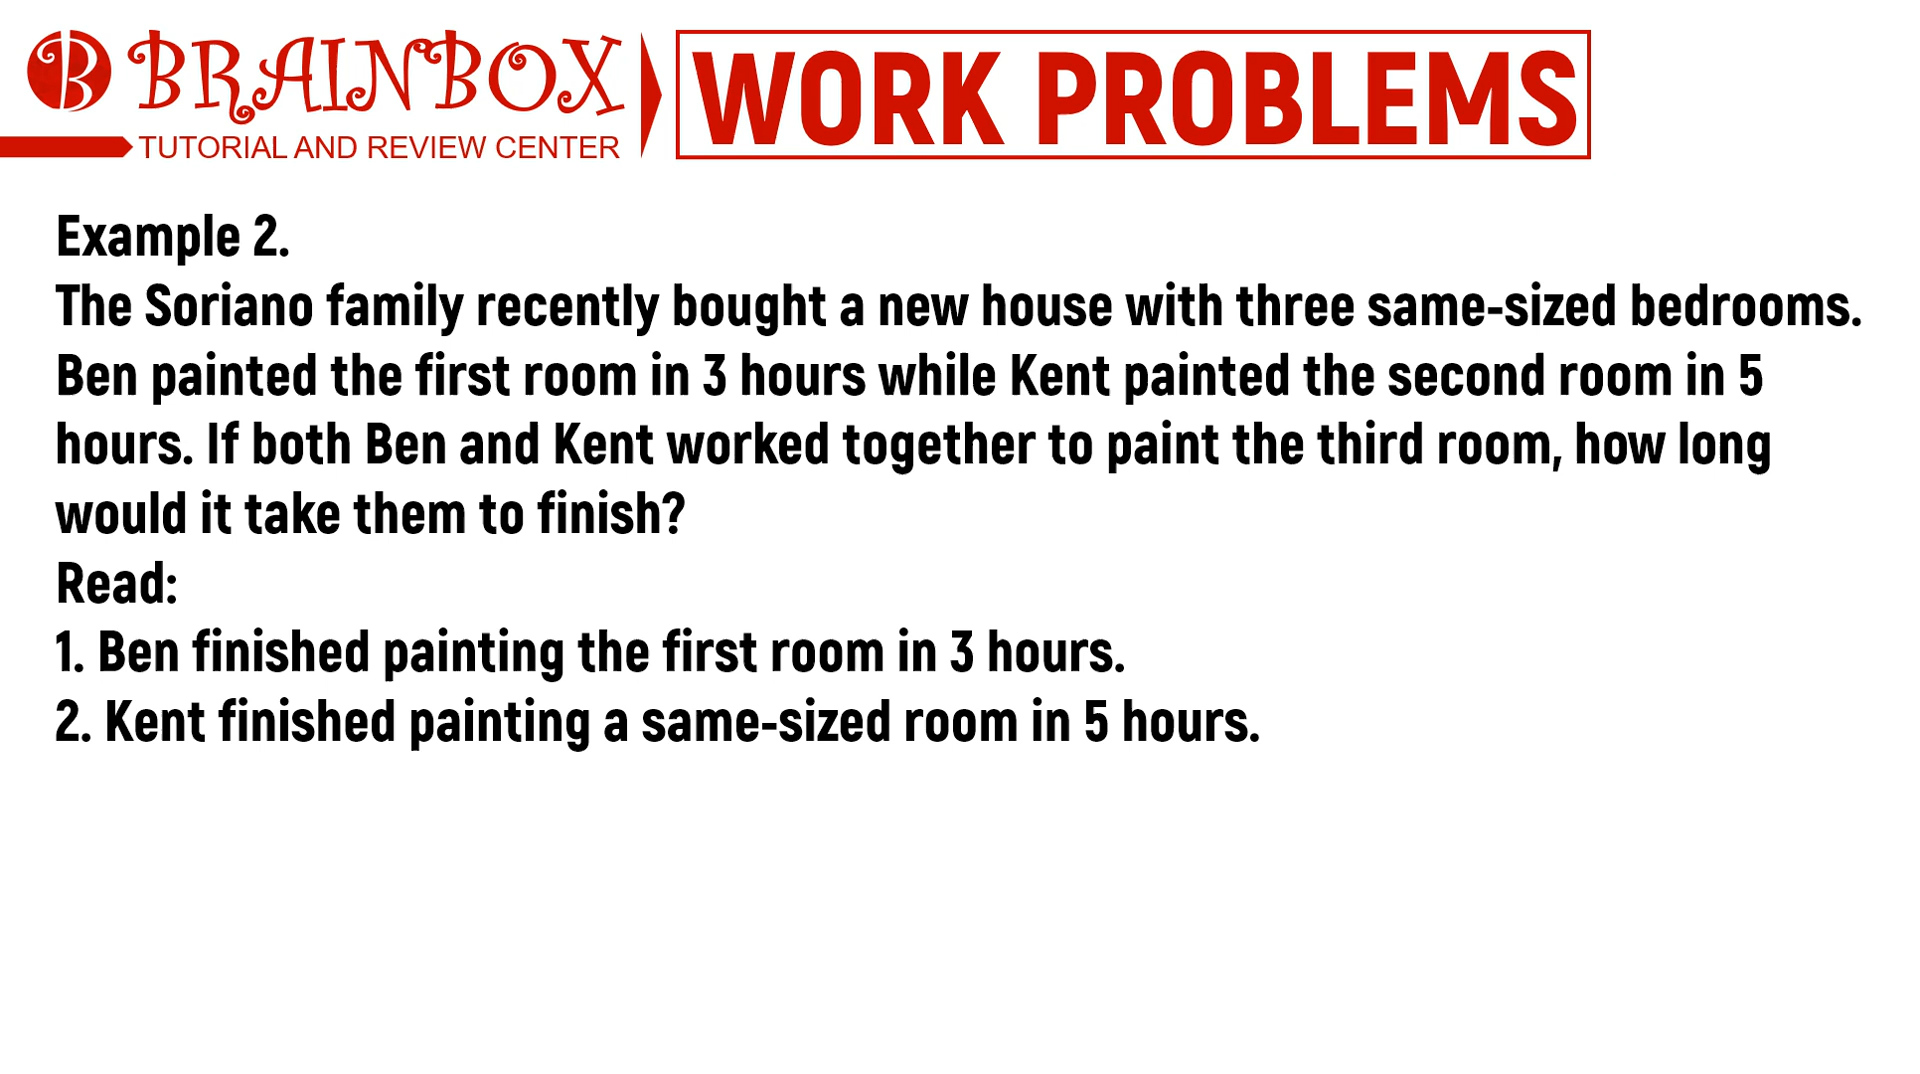 BRAINBOX
TUTORIAL AND REVIEW CENTER
WORK PROBLEMS
Example 2.
The Soriano family recently bought a new house with three same-sized bedrooms.
Ben painted the first room in 3 hours while Kent painted the second room in 5
hours. If both Ben and Kent worked together to paint the third room, how long
would it take them to finish?
Read:
1. Ben finished painting the first room in 3 hours.
2. Kent finished painting a same-sized room in 5 hours.